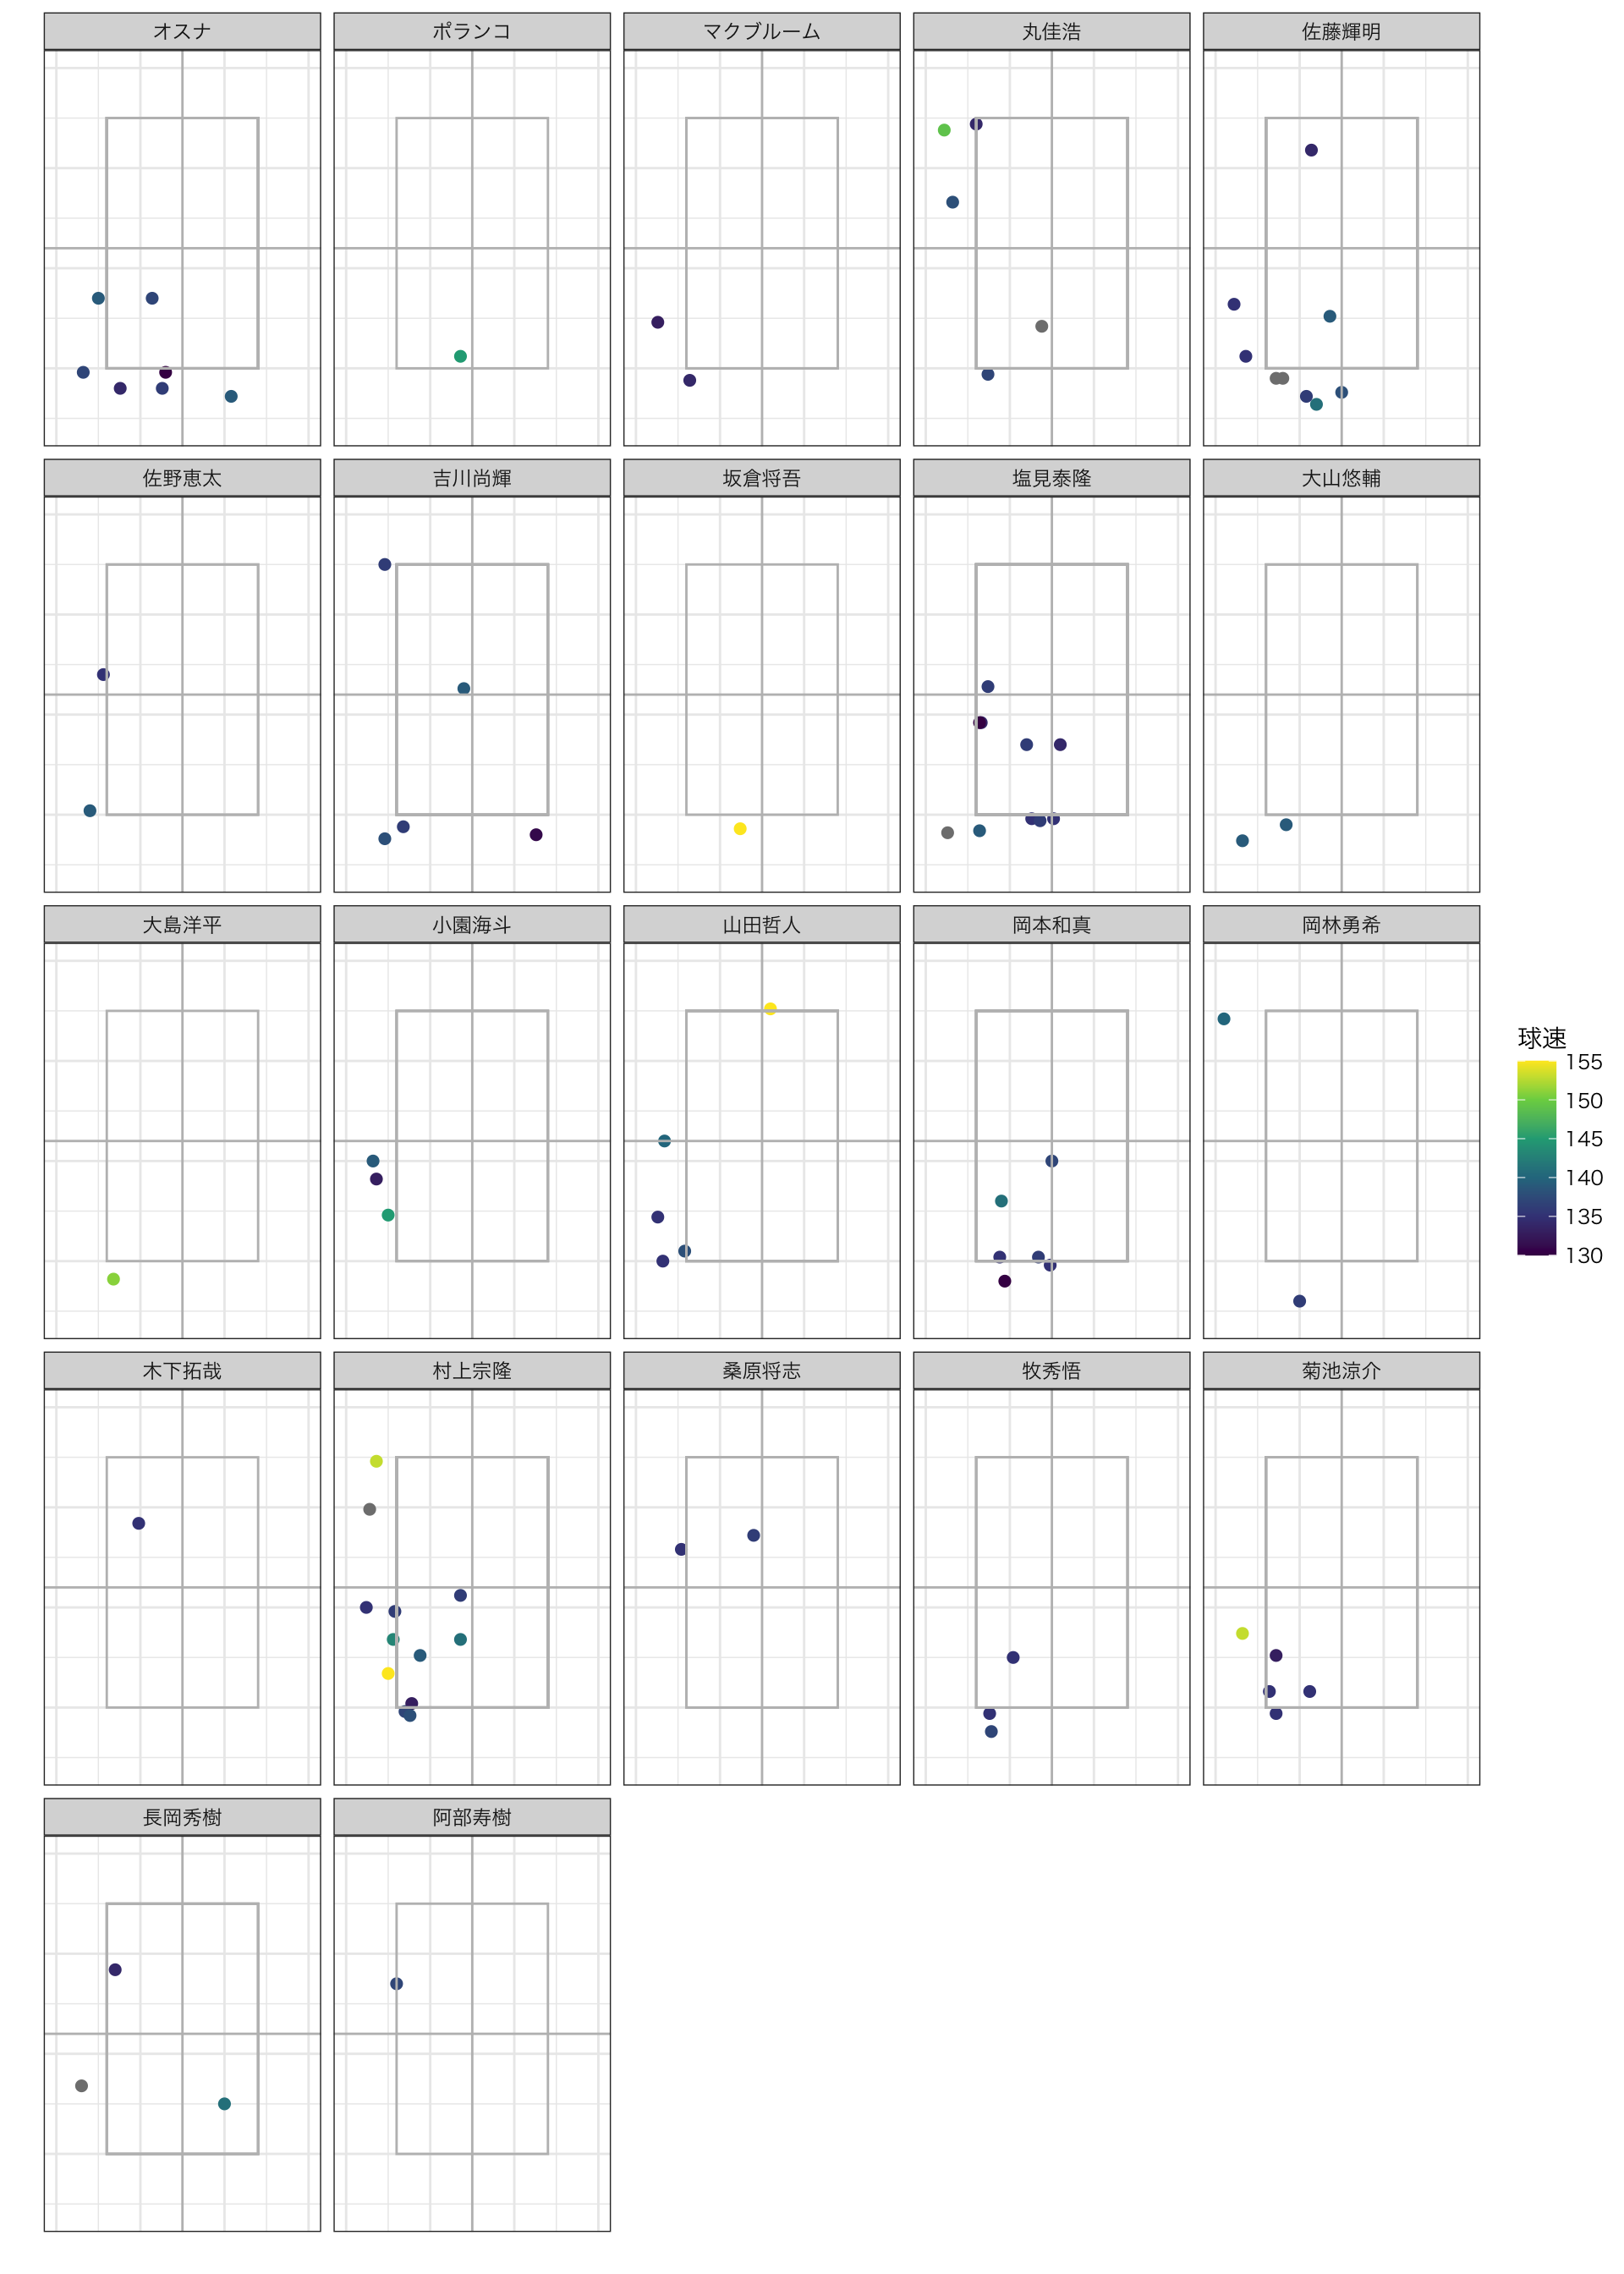 オスナ
ポランコ
マクブルーム
丸佳浩
佐藤輝明
佐野恵太
吉川尚輝
坂倉将吾
塩見泰隆
大山悠輔
大島洋平
小園海斗
山田哲人
岡本和真
岡林勇希
木下拓哉
村上宗隆
桑原将志
牧秀悟
菊池涼介
長岡秀樹
阿部寿樹
球速
155
150
145
140
135
130